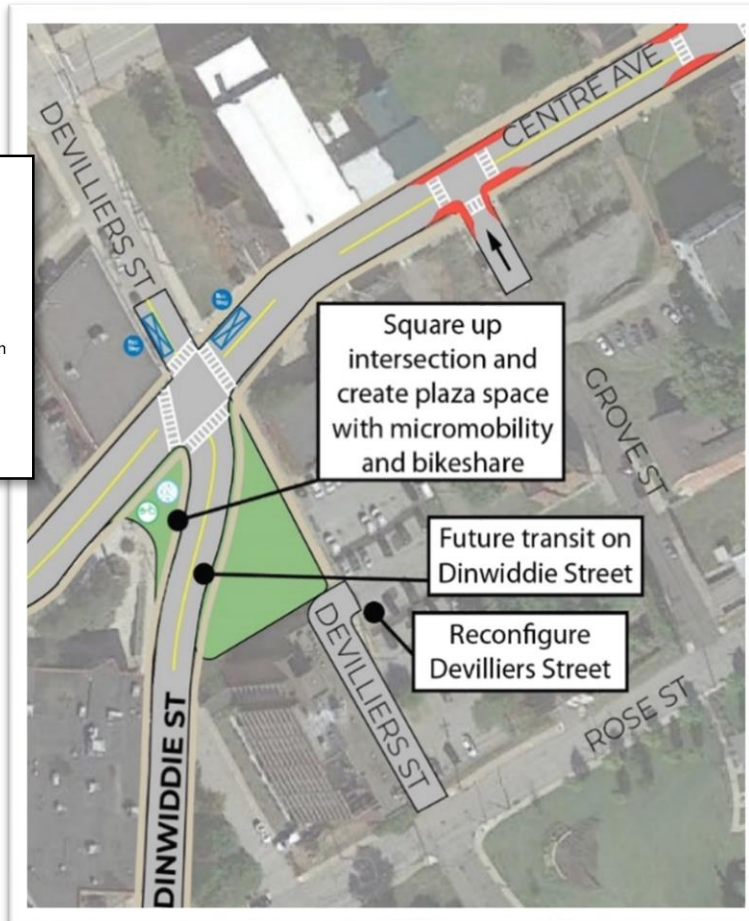 DEVILLIERS ST
CENTRE AVE
Square up
intersection and
create plaza space
with micromobility
and bikeshare
GROVE ST
Future transit on
Dinwiddie Street
Reconfigure
Devilliers Street
DEVILLIERS ST
ROSE ST
DINWIDDIE ST